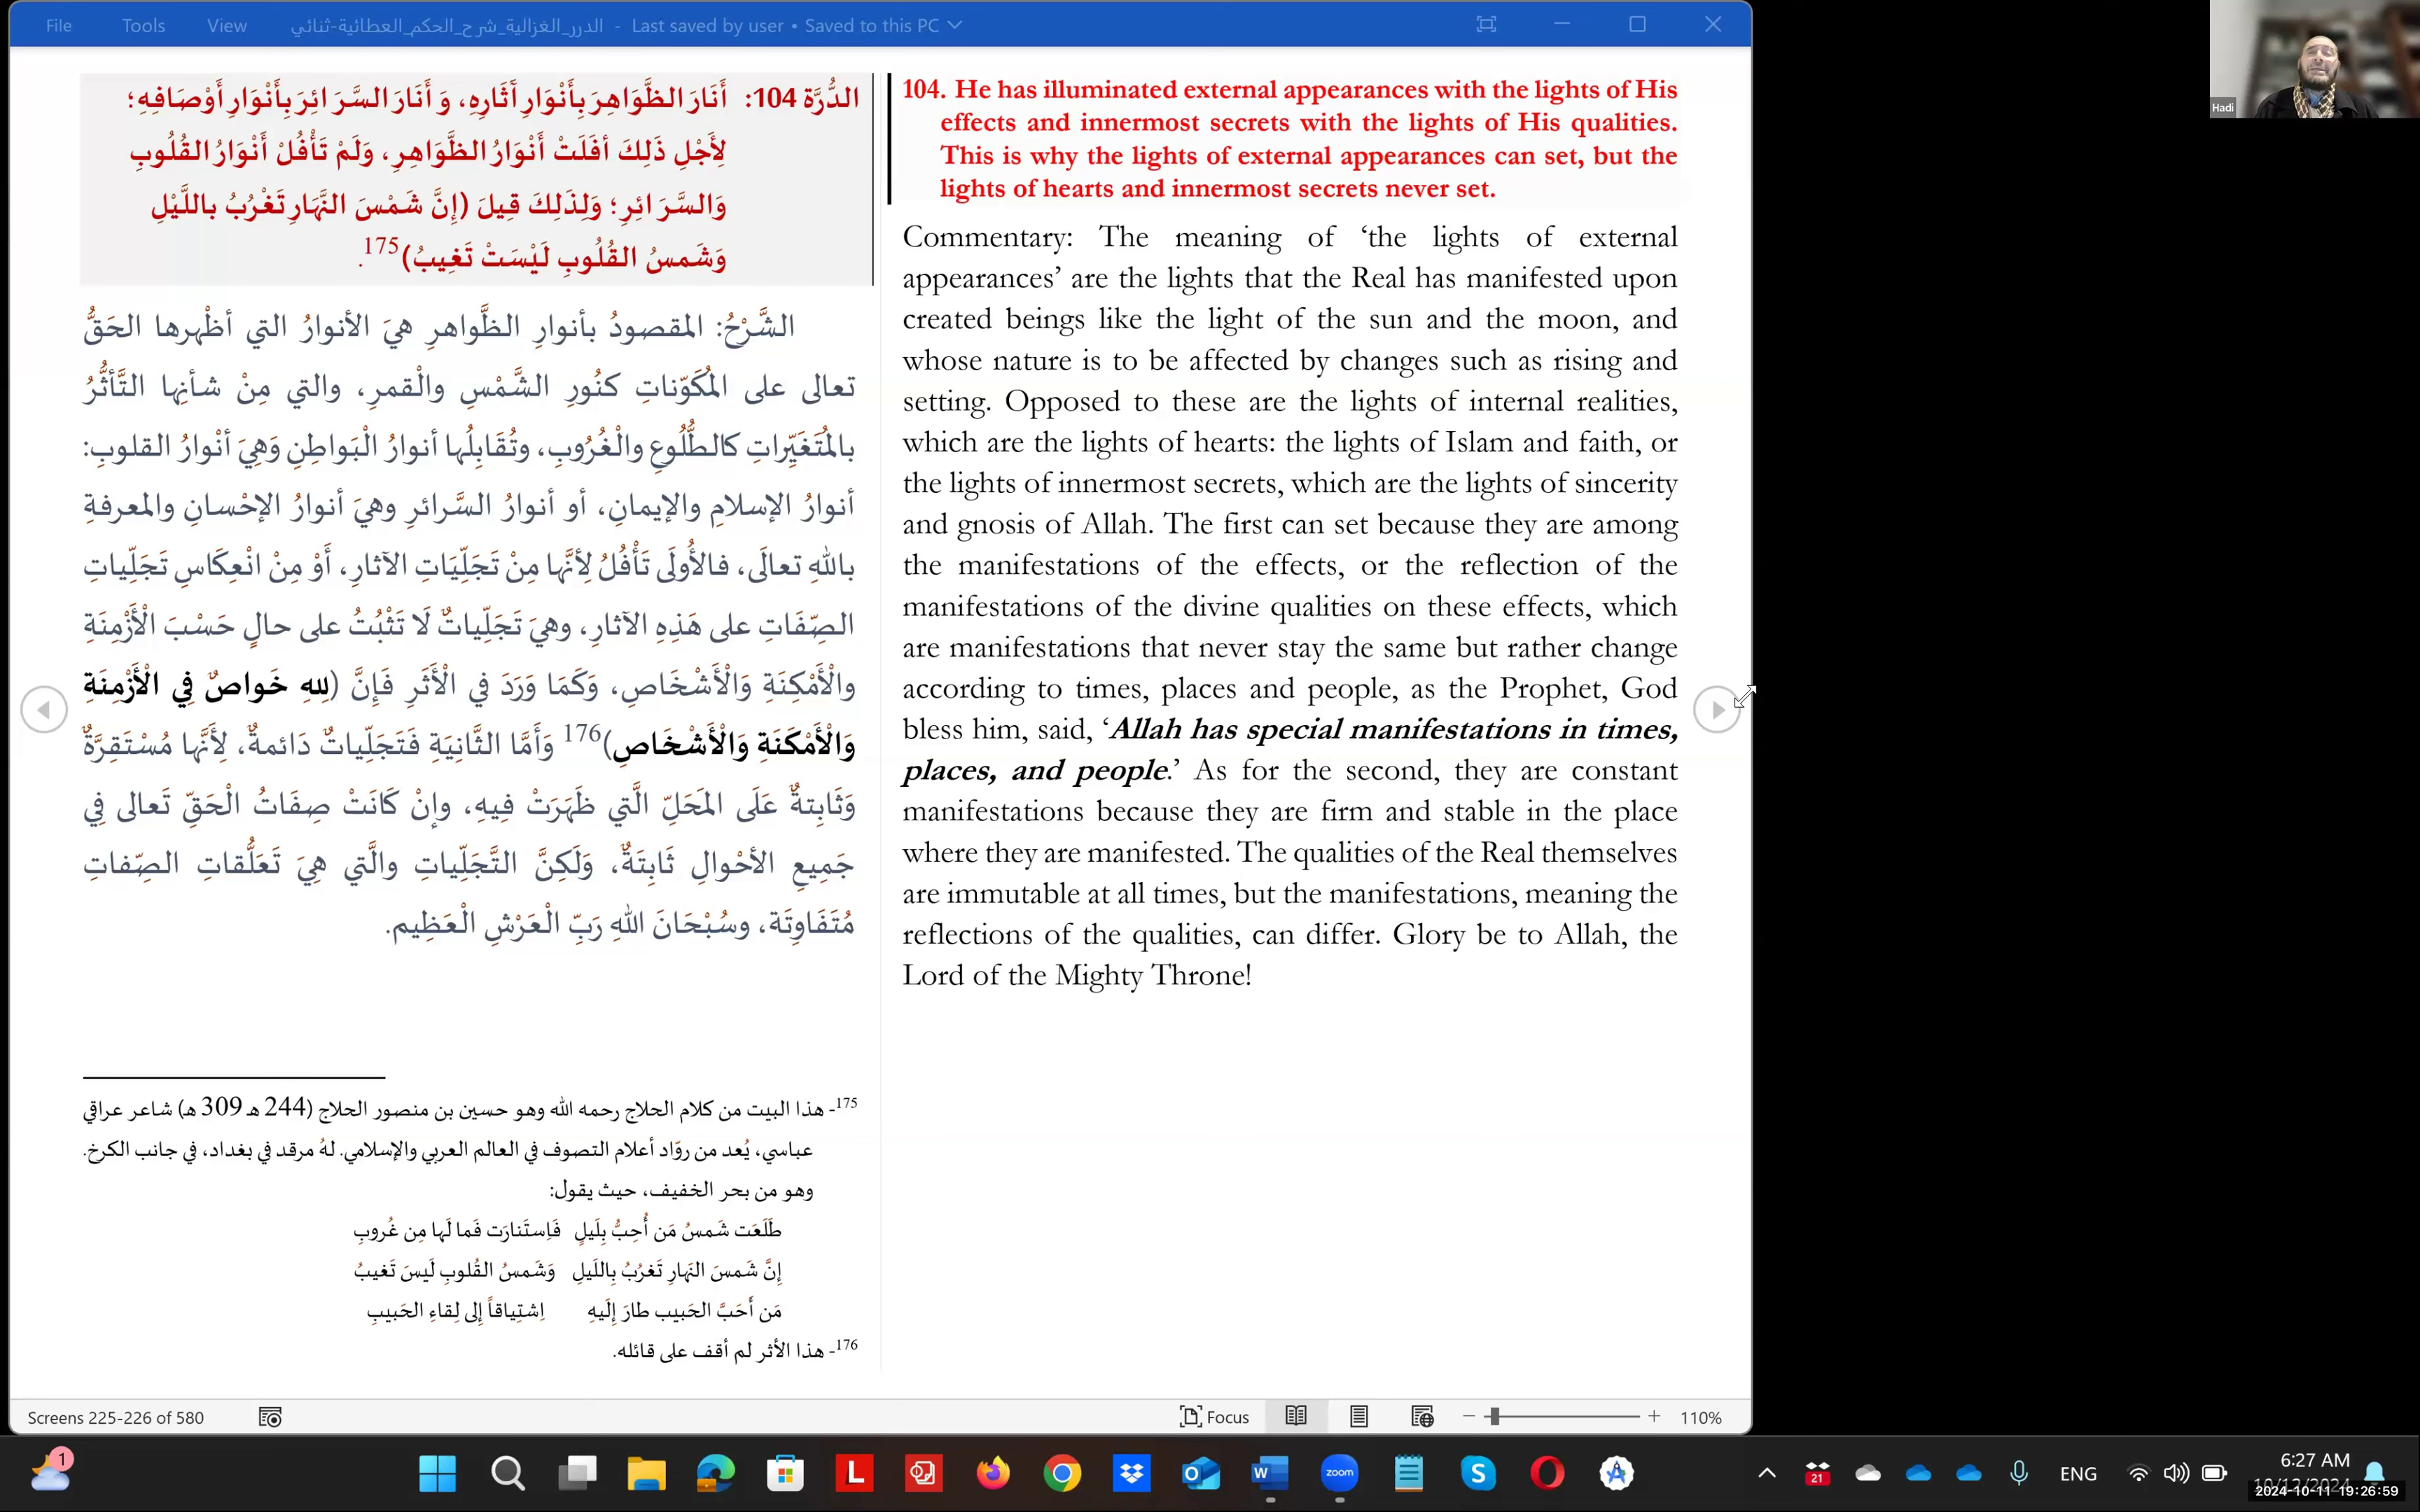 File Tools View الدرر_الغزالية_شرح_الحكم_العطائية-ثنائي - Last saved by user • Saved to this PC
الدُّرَّة 104: أَنَارَ الظَّوَاهِرَ بِأَنْوَارِ أَثَارِهِ، وَ أَنَارَ السَّرَائِرَ بِأَنْوَارِ أَوْصَافِهِ؛
لِأَجْلِ ذَلِكَ أَفَلَتْ أَنْوَارُ الظَّوَاهِرِ، وَلَمْ تَأْفُلْ أَنْوَارُ القُلُوبِ
وَالسَّرَائِرِ؛ وَلِذَلِكَ قِيلَ (إِنَّ شَمْسَ النَّهَارِ تَغْرُبُ باللَّيْلِ
وَشَمسُ القُلُوبِ لَيْسَتْ تَغِيبُ)175.
الشَّرْحُ: المقصودُ بأنوارِ الظَّواهرِ هيَ الأنوارُ التي أظْهرها الحَقُّ
تعالى على المُكَوّناتِ كنُورِ الشَّمْسِ والْقمرِ، والتي مِنْ شأنِها التَّأثُّرُ
بالمُتَغَيّراتِ كالطُّلُوعِ والْغُرُوبِ، وتُقَابِلُها أنوارُ الْبَواطِنِ وَهِيَ أنْوارُ القلوبِ:
أنوارُ الإسلامِ والإيمانِ، أو أنوارُ السَّرائرِ وهيَ أنوارُ الإحْسانِ والمعرفةِ
باللهِ تعالَى، فالأُولَى تَأْفُلُ لِأنَّها مِنْ تَجَلّيَاتِ الآثارِ، أَوْ مِنْ انْعِكَاسِ تَجَلّياتِ
الصِّفَاتِ على هَذِهِ الآثارِ، وهيَ تَجَلّياتٌ لَا تَثْبُتُ على حالٍ حَسْبَ الْأَزْمِنَةِ
والْأَمْكِنَةِ وَالْأَشْخَاصِ، وَكَمَا وَرَدَ في الْأَثَرِ فَإِنَّ (للهِ خَواصٌ فِي الْأَزْمِنَةِ
وَالْأَمْكَنَةِ وَالْأَشْخَاصِ)176 وَأَمَّا الثَّانِيَةِ فَتَجَلّياتٌ دَائمةٌ، لِأَنَّها مُسْتَقِرَّةٌ
وَثَابِتةٌ عَلَى المَحَلّ الَّتي ظَهَرَتْ فيهِ، وإنْ كَانَتْ صِفَاتُ الْحَقّ تَعالى فِي
جَمِيعِ الأحْوالِ ثَابِتَةٌ، وَلَكِنَّ التَّجَلّياتِ والَّتي هِيَ تَعَلُّقاتِ الصّفاتِ
مُتَفَاوِتَة، وسُبْحَانَ اللهِ رَبّ الْعَرْشِ الْعَظِيم.
175- هذا البيت من كلام الحلاج رحمه الله وهو حسين بن منصور الحلاج (244 هـ 309 هـ) شاعر عراقي
عباسي، يُعد من روّاد أعلام التصوف في العالم العربي والإسلامي. لهُ مرقد في بغداد، في جانب الكرخ.
وهو من بحر الخفيف، حيث يقول:
طَلَعَت شَمسُ مَن أُحِبُّ بِلَيلٍ فَاِستَنارَت فَما لَها مِن غُروبِ
إِنَّ شَمسَ النَهارِ تَغرُبُ بِاللَيلِ وَشَمسُ القُلوبِ لَيسَ تَغيبُ
مَن أَحَبَّ الحَبيب طارَ إِلَيهِ اِشتِياقاً إِلى لِقاءِ الحَبيبِ
176- هذا الأثر لم أقف على قائله.
104. He has illuminated external appearances with the lights of His
effects and innermost secrets with the lights of His qualities.
This is why the lights of external appearances can set, but the
lights of hearts and innermost secrets never set.
Commentary: The meaning of ‘the lights of external
appearances’ are the lights that the Real has manifested upon
created beings like the light of the sun and the moon, and
whose nature is to be affected by changes such as rising and
setting. Opposed to these are the lights of internal realities,
which are the lights of hearts: the lights of Islam and faith, or
the lights of innermost secrets, which are the lights of sincerity
and gnosis of Allah. The first can set because they are among
the manifestations of the effects, or the reflection of the
manifestations of the divine qualities on these effects, which
are manifestations that never stay the same but rather change
according to times, places and people, as the Prophet, God
bless him, said, ‘Allah has special manifestations in times,
places, and people.’ As for the second, they are constant
manifestations because they are firm and stable in the place
where they are manifested. The qualities of the Real themselves
are immutable at all times, but the manifestations, meaning the
reflections of the qualities, can differ. Glory be to Allah, the
Lord of the Mighty Throne!
Hadi
Screens 225-226 of 580 Focus 110%
1 L O W zoom S 21 ENG 6:27 AM
2024-10-11 19:26:59